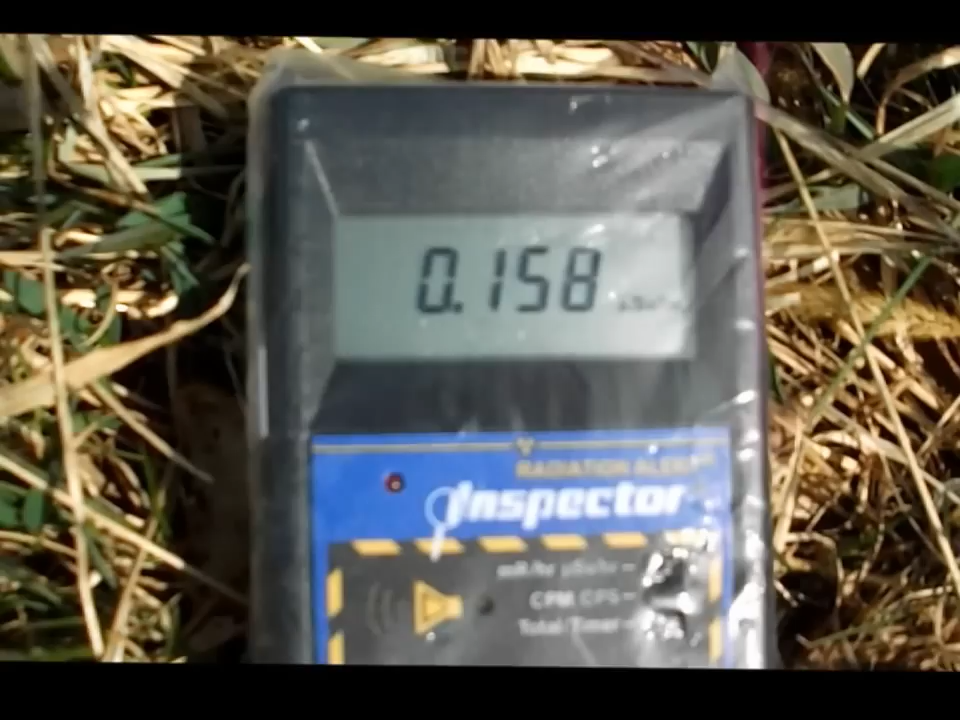 0.158
RADIATION ALERT
Inspector
mR/hr µSv/hr
CPM CPS
Total/Timer